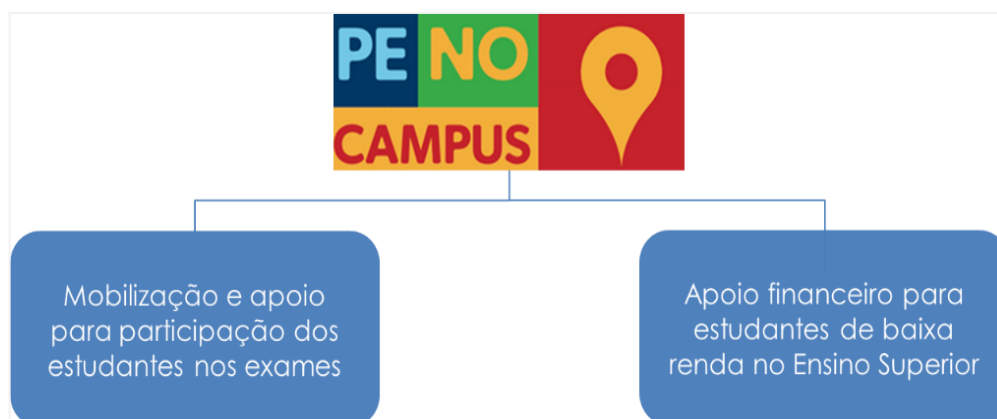 PE NO
CAMPUS
Mobilização e apoio
para participação dos
estudantes nos exames
Apoio financeiro para
estudantes de baixa
renda no Ensino Superior